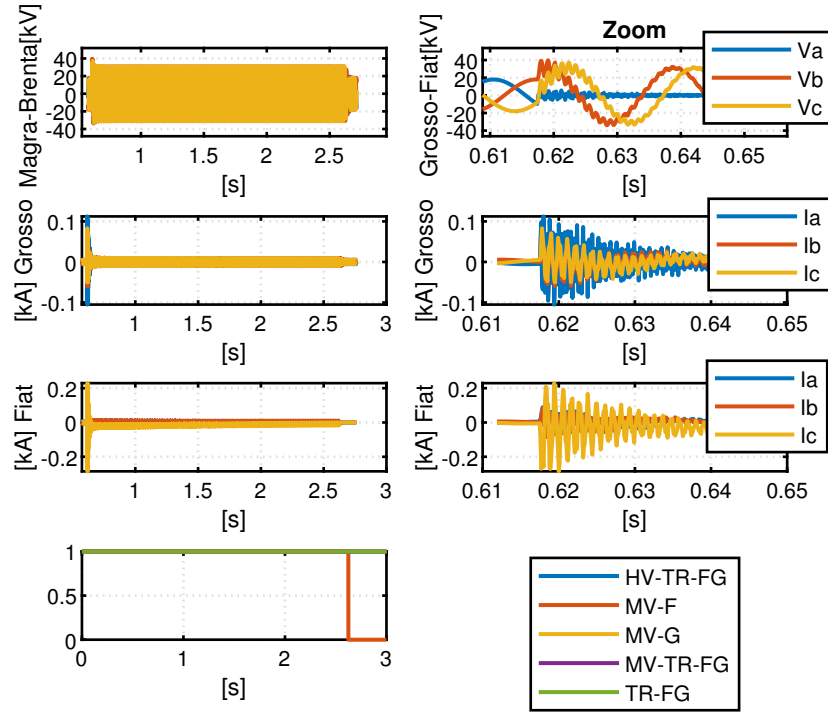 Zoom
Magra-Brenta[kV]
40
20
0
-20
-40
1
1.5
2
2.5
[s]
Grosso-Fiat[kV]
40
20
0
-20
-40
0.61
0.62
0.63
0.64
0.65
[s]
Va
Vb
Vc
[kA] Grosso
0.1
0
-0.1
1
1.5
2
2.5
3
[s]
[kA] Grosso
0.1
0
-0.1
0.61
0.62
0.63
0.64
0.65
[s]
Ia
Ib
Ic
[kA] Fiat
0.2
0
-0.2
1
1.5
2
2.5
3
[s]
[kA] Fiat
0.2
0
-0.2
0.61
0.62
0.63
0.64
0.65
[s]
Ia
Ib
Ic
1
0.5
0
0
1
2
3
[s]
HV-TR-FG
MV-F
MV-G
MV-TR-FG
TR-FG